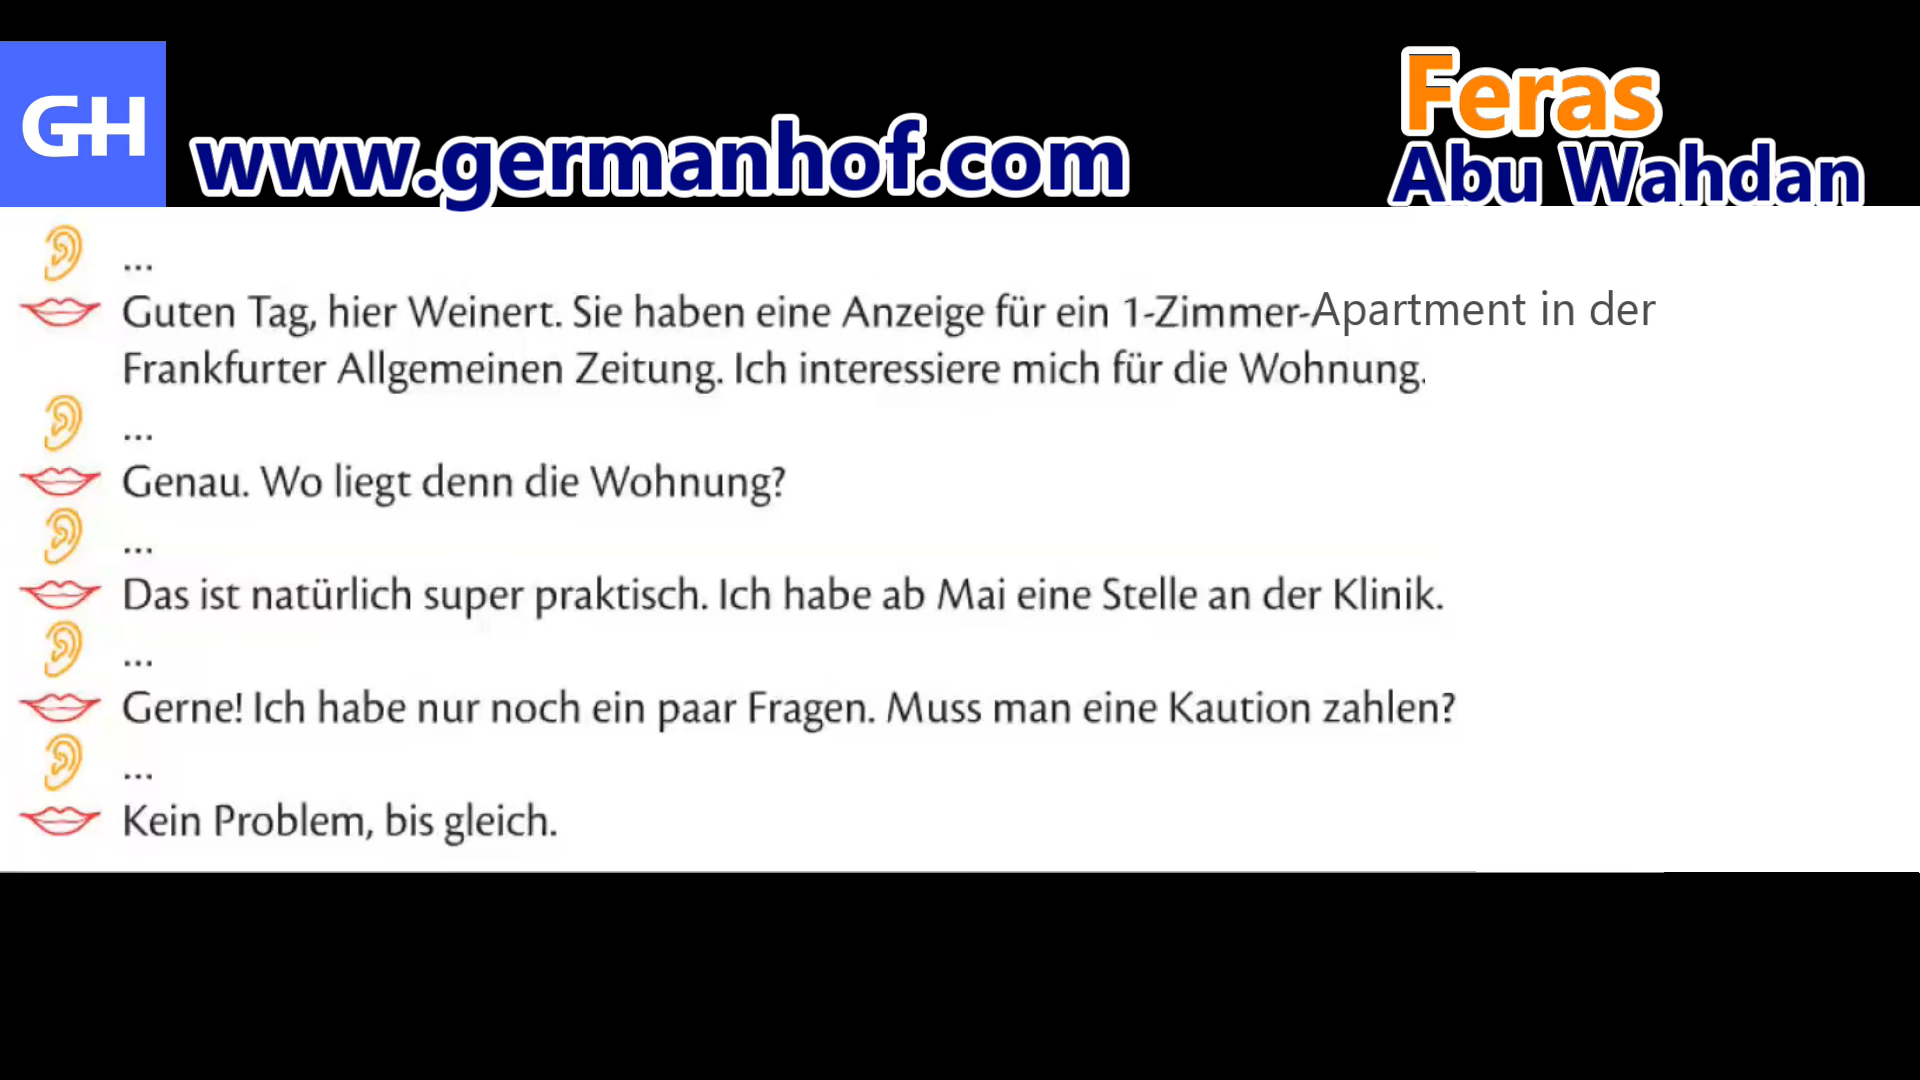 GH
www.germanhof.com
Feras
Abu Wahdan
...
Guten Tag, hier Weinert. Sie haben eine Anzeige für ein 1-Zimmer-Apartment in der
Frankfurter Allgemeinen Zeitung. Ich interessiere mich für die Wohnung.
...
Genau. Wo liegt denn die Wohnung?
...
Das ist natürlich super praktisch. Ich habe ab Mai eine Stelle an der Klinik.
...
Gerne! Ich habe nur noch ein paar Fragen. Muss man eine Kaution zahlen?
...
Kein Problem, bis gleich.